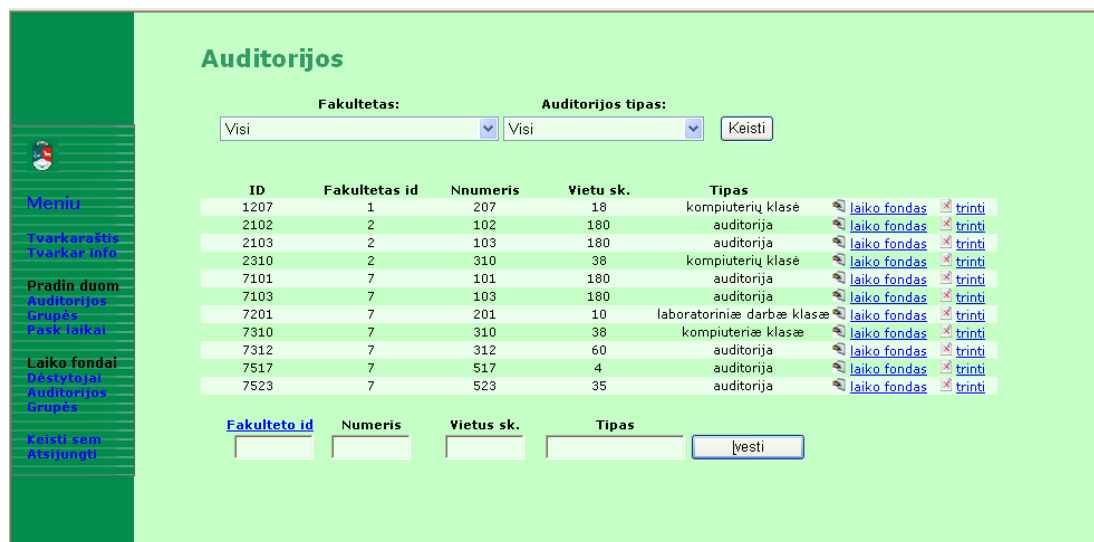 Auditorijos
Fakultetas: Auditorijos tipas:
Visi Visi Keisti
Meniu
Tvarkaraštis
Tvarkar info
Pradin duom
Auditorijos
Grupės
Pask laikai
Laiko fondai
Dėstytojai
Auditorijos
Grupės
Keisti sem
Atsijungti
ID Fakultetas id Nnumeris Vietu sk. Tipas
1207 1 207 18 kompiuterių klasė laiko fondas trinti
2102 2 102 180 auditorija laiko fondas trinti
2103 2 103 180 auditorija laiko fondas trinti
2310 2 310 38 kompiuterių klasė laiko fondas trinti
7101 7 101 180 auditorija laiko fondas trinti
7103 7 103 180 auditorija laiko fondas trinti
7201 7 201 10 laboratoriniæ darbæ klasæ laiko fondas trinti
7310 7 310 38 kompiuteriæ klasæ laiko fondas trinti
7312 7 312 60 auditorija laiko fondas trinti
7517 7 517 4 auditorija laiko fondas trinti
7523 7 523 35 auditorija laiko fondas trinti
Fakulteto id Numeris Vietus sk. Tipas
Įvesti